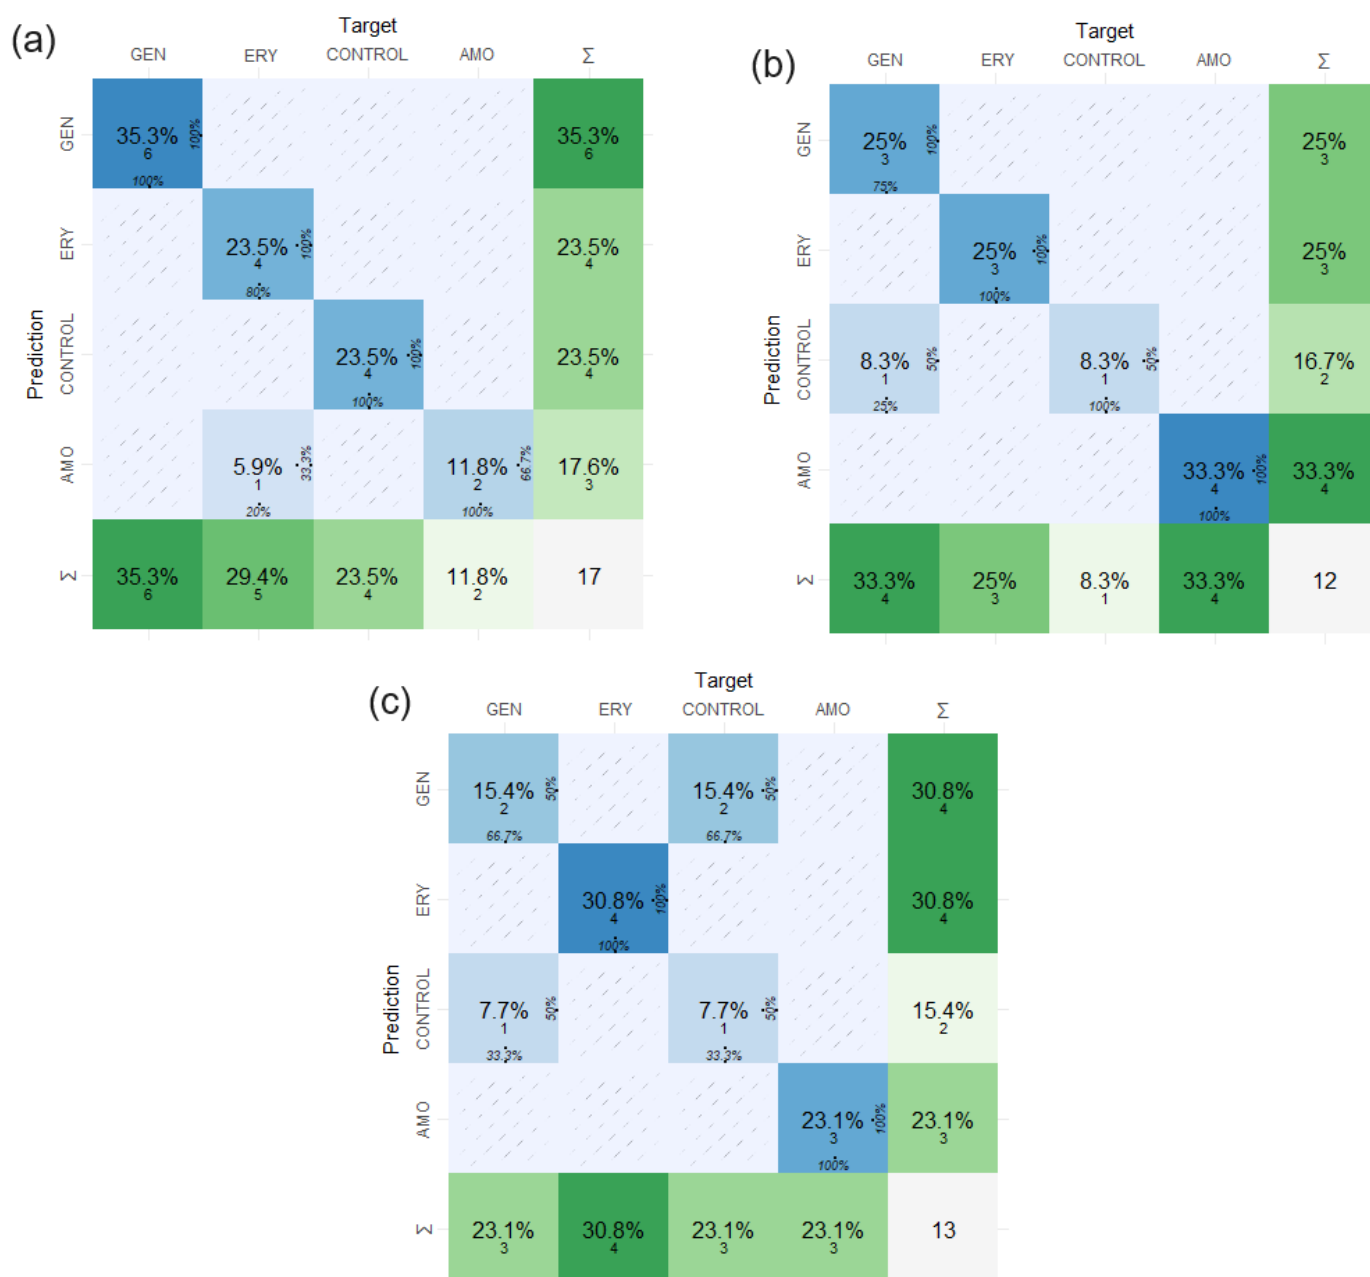 (a)
Target
GEN ERY CONTROL AMO Σ
Prediction
GEN 35.3% 6 100% 100% 35.3% 6
ERY 23.5% 4 100% 80% 23.5% 4
CONTROL 23.5% 4 100% 100% 23.5% 4
AMO 5.9% 1 33.3% 20% 11.8% 2 66.7% 100% 17.6% 3
Σ 35.3% 6 29.4% 5 23.5% 4 11.8% 2 17
(b)
Target
GEN ERY CONTROL AMO Σ
Prediction
GEN 25% 3 100% 75% 25% 3
ERY 25% 3 100% 100% 25% 3
CONTROL 8.3% 1 50% 25% 8.3% 1 50% 100% 16.7% 2
AMO 33.3% 4 100% 100% 33.3% 4
Σ 33.3% 4 25% 3 8.3% 1 33.3% 4 12
(c)
Target
GEN ERY CONTROL AMO Σ
Prediction
GEN 15.4% 2 50% 66.7% 15.4% 2 50% 66.7% 30.8% 4
ERY 30.8% 4 100% 100% 30.8% 4
CONTROL 7.7% 1 50% 33.3% 7.7% 1 50% 33.3% 15.4% 2
AMO 23.1% 3 100% 100% 23.1% 3
Σ 23.1% 3 30.8% 4 23.1% 3 23.1% 3 13